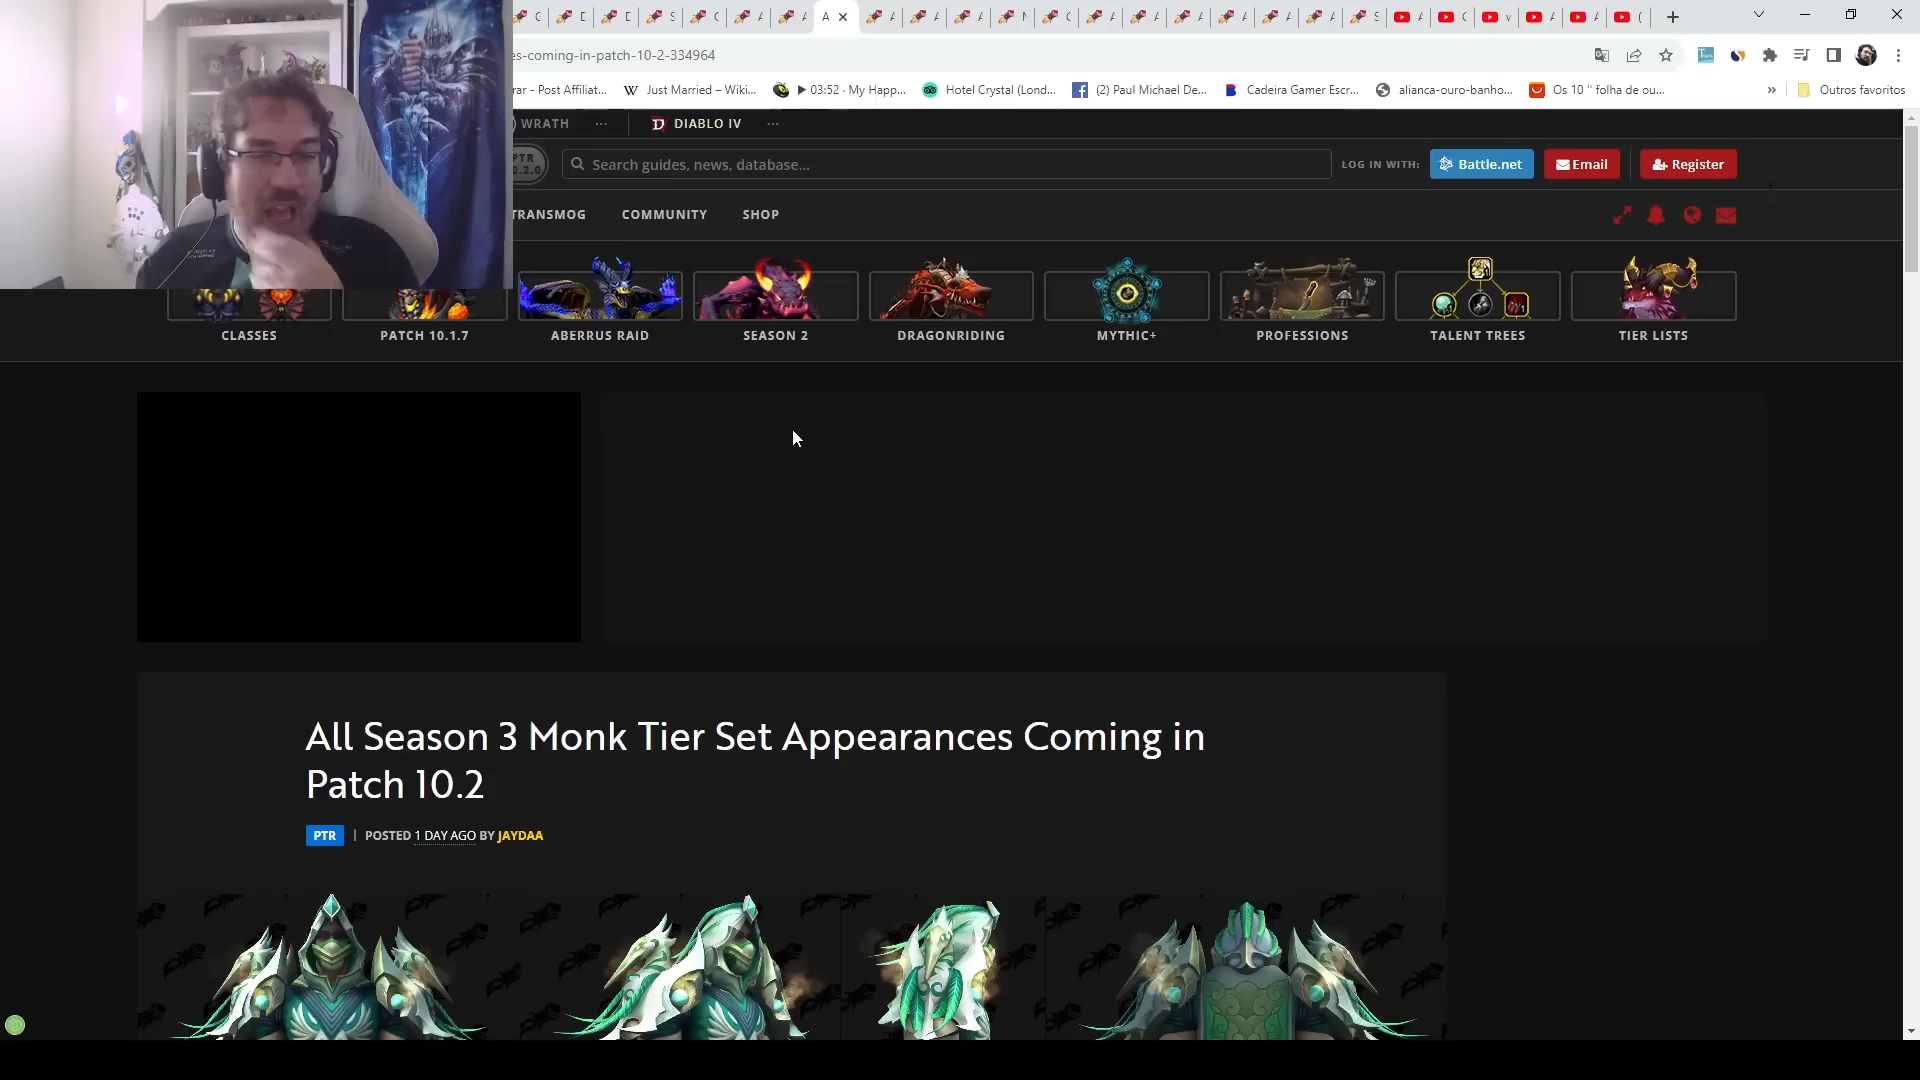 es-coming-in-patch-10-2-334964
rar - Post Affiliat...
Just Married – Wiki...
▶ 03:52 · My Happ...
Hotel Crystal (Lond...
(2) Paul Michael De...
Cadeira Gamer Escr...
alianca-ouro-banho...
Os 10 " folha de ou...
»
Outros favoritos
WRATH
...
DIABLO IV
...
PTR
Search guides, news, database...
LOG IN WITH:
Battle.net
Email
Register
TRANSMOG
COMMUNITY
SHOP
CLASSES
PATCH 10.1.7
ABERRUS RAID
SEASON 2
DRAGONRIDING
MYTHIC+
PROFESSIONS
TALENT TREES
TIER LISTS
All Season 3 Monk Tier Set Appearances Coming in
Patch 10.2
PTR | POSTED 1 DAY AGO BY JAYDAA